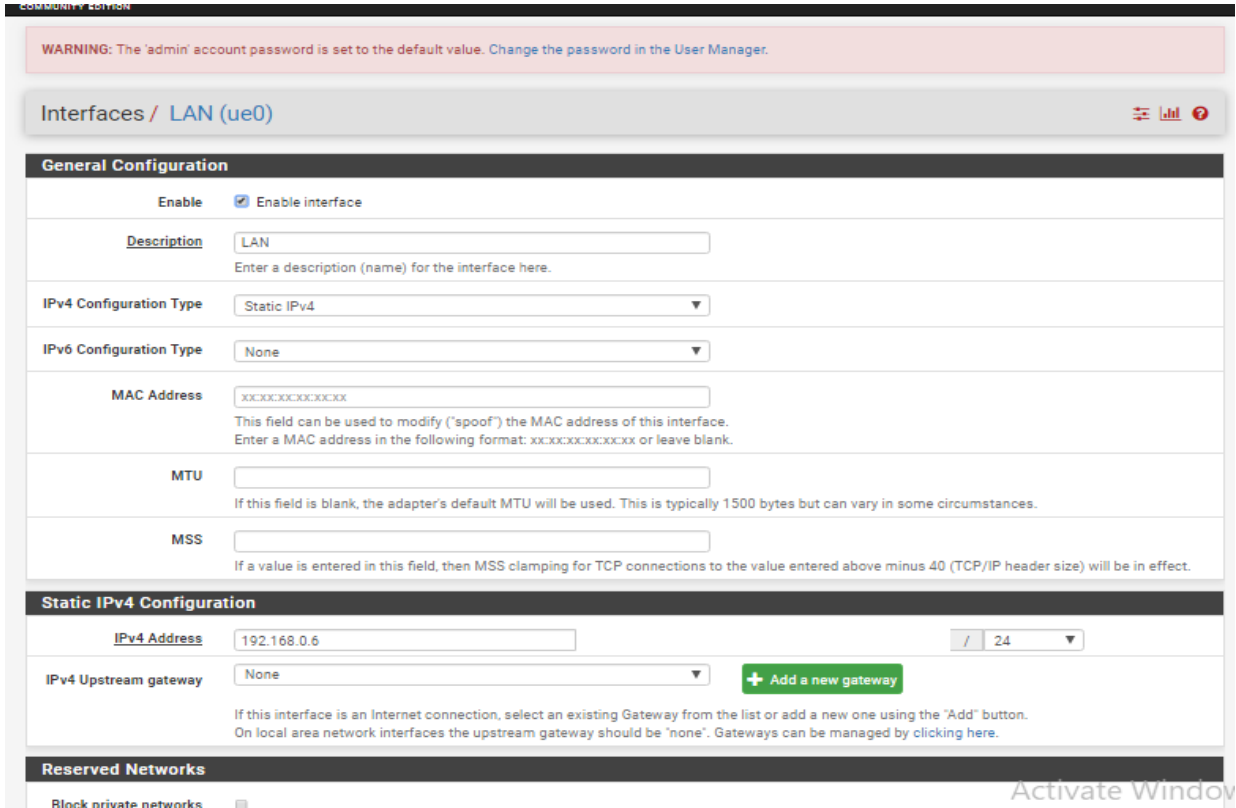 COMMUNITY EDITION
WARNING: The 'admin' account password is set to the default value. Change the password in the User Manager.
Interfaces / LAN (ue0)
General Configuration
Enable Enable interface
Description LAN
Enter a description (name) for the interface here.
IPv4 Configuration Type Static IPv4
IPv6 Configuration Type None
MAC Address xx:xx:xx:xx:xx:xx
This field can be used to modify ("spoof") the MAC address of this interface.
Enter a MAC address in the following format: xx:xx:xx:xx:xx:xx or leave blank.
MTU
If this field is blank, the adapter's default MTU will be used. This is typically 1500 bytes but can vary in some circumstances.
MSS
If a value is entered in this field, then MSS clamping for TCP connections to the value entered above minus 40 (TCP/IP header size) will be in effect.
Static IPv4 Configuration
IPv4 Address 192.168.0.6 / 24
IPv4 Upstream gateway None Add a new gateway
If this interface is an Internet connection, select an existing Gateway from the list or add a new one using the "Add" button.
On local area network interfaces the upstream gateway should be "none". Gateways can be managed by clicking here.
Reserved Networks
Activate Window
Block private networks